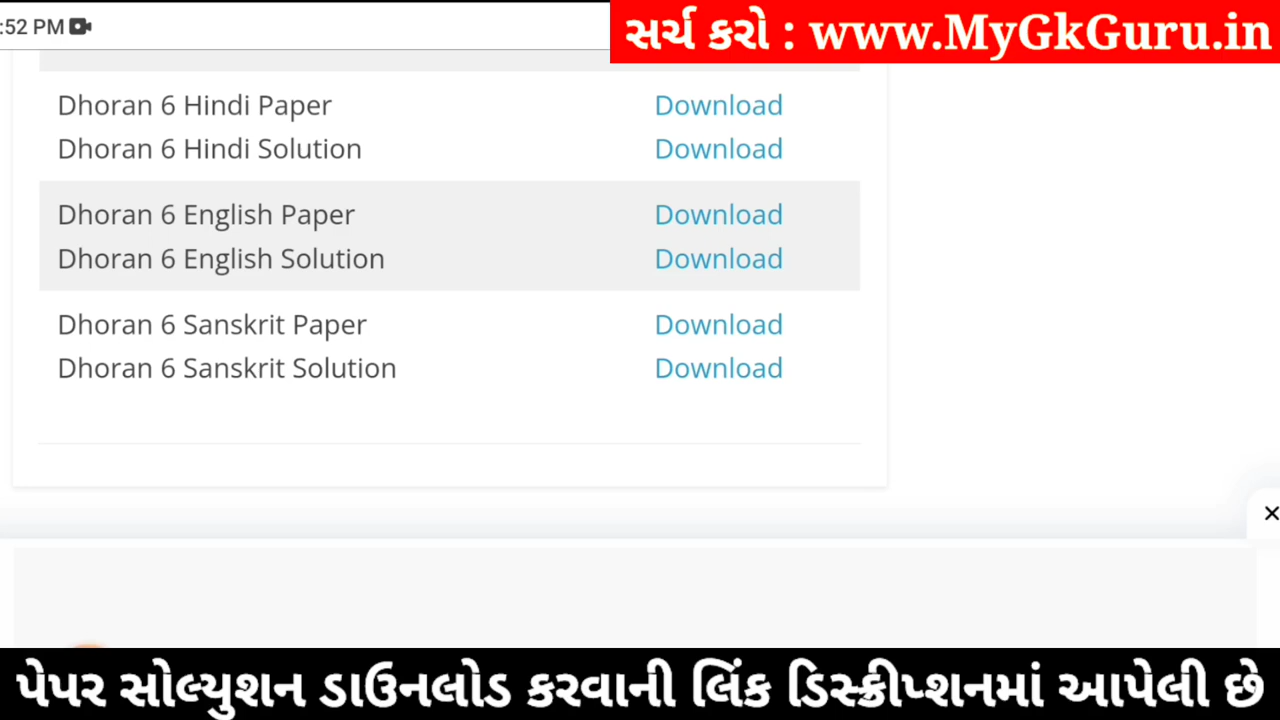 :52 PM
સર્ચ કરો : www.MyGkGuru.in
Dhoran 6 Hindi Paper Download
Dhoran 6 Hindi Solution Download
Dhoran 6 English Paper Download
Dhoran 6 English Solution Download
Dhoran 6 Sanskrit Paper Download
Dhoran 6 Sanskrit Solution Download
પેપર સોલ્યુશન ડાઉનલોડ કરવાની લિંક ડિસ્ક્રીપ્શનમાં આપેલી છે